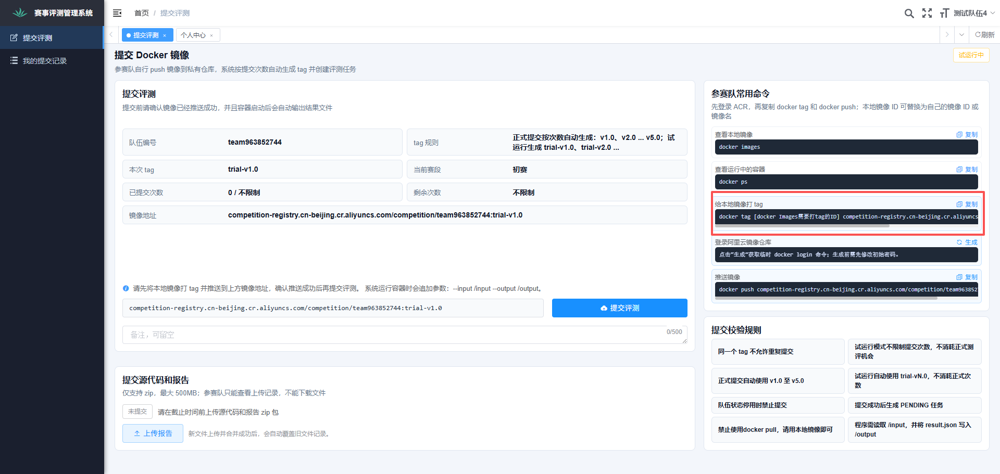 赛事评测管理系统
首页 / 提交评测
测试队伍4
提交评测
我的提交记录
提交评测 ×
个人中心 ×
刷新
提交 Docker 镜像
参赛队自行 push 镜像到私有仓库，系统按提交次数自动生成 tag 并创建评测任务
试运行中
提交评测
提交前请确认镜像已经推送成功，并且容器启动后会自动输出结果文件
队伍编号
team963852744
tag 规则
正式提交按次数自动生成：v1.0、v2.0 ... v5.0；试
运行生成 trial-v1.0、trial-v2.0 ...
本次 tag
trial-v1.0
当前赛段
初赛
已提交次数
0 / 不限制
剩余次数
不限制
镜像地址
competition-registry.cn-beijing.cr.aliyuncs.com/competition/team963852744:trial-v1.0
请先将本地镜像打 tag 并推送到上方镜像地址，确认推送成功后再提交评测。 系统运行容器时会追加参数：--input /input --output /output。
competition-registry.cn-beijing.cr.aliyuncs.com/competition/team963852744:trial-v1.0
提交评测
备注，可留空
0/500
提交源代码和报告
仅支持 zip，最大 500MB；参赛队只能查看上传记录，不能下载文件
未提交
请在截止时间前上传源代码和报告 zip 包
上传报告
新文件上传并合并成功后，会自动覆盖旧文件记录。
参赛队常用命令
先登录 ACR，再复制 docker tag 和 docker push；本地镜像 ID 可替换为自己的镜像 ID 或
镜像名
查看本地镜像
复制
docker images
查看运行中的容器
复制
docker ps
给本地镜像打 tag
复制
docker tag [docker Images需要打tag的ID] competition-registry.cn-beijing.cr.aliyuncs
登录阿里云镜像仓库
生成
点击“生成”获取临时 docker login 命令；生成前需先修改初始密码。
推送镜像
复制
docker push competition-registry.cn-beijing.cr.aliyuncs.com/competition/team963852
提交校验规则
同一个 tag 不允许重复提交
试运行模式不限制提交次数，不消耗正式测
评机会
正式提交自动使用 v1.0 至 v5.0
试运行自动使用 trial-vN.0，不消耗正式次
数
队伍状态停用时禁止提交
提交成功后生成 PENDING 任务
禁止使用docker pull，请用本地镜像即可
程序需读取 /input，并将 result.json 写入
/output